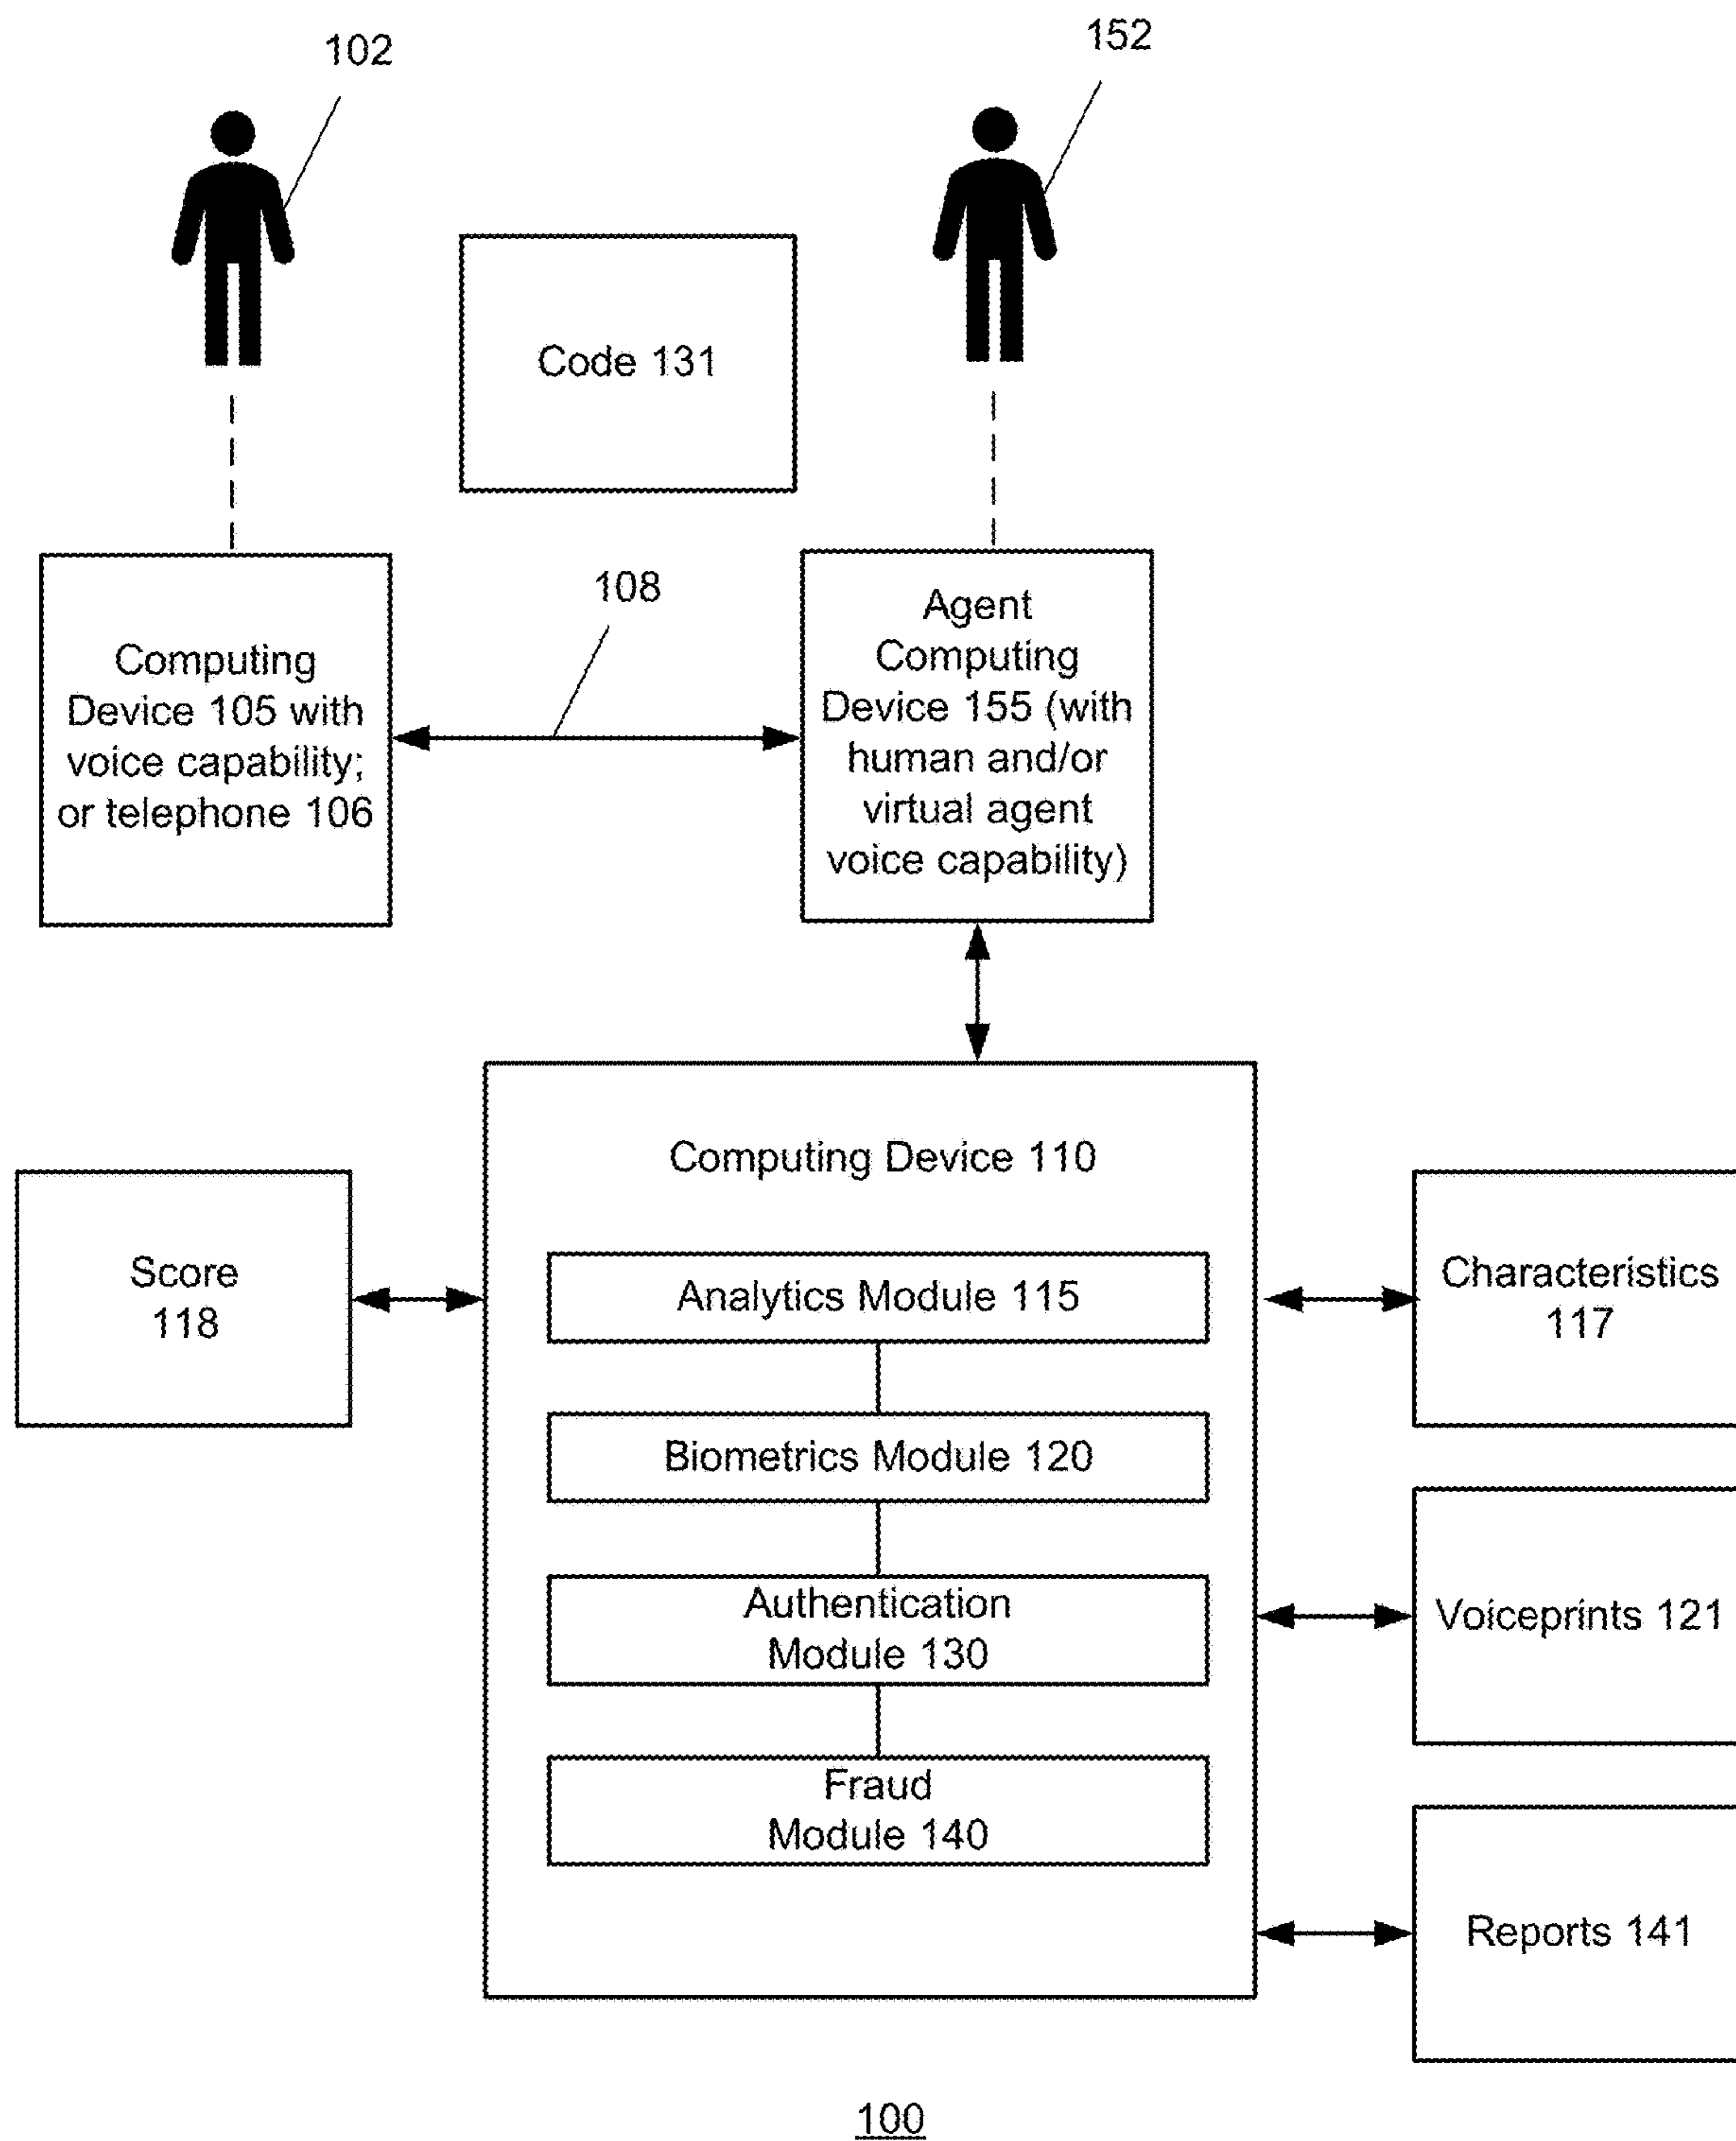 102
152
Code 131
108
Computing
Device 105 with
voice capability;
or telephone 106
Agent
Computing
Device 155 (with
human and/or
virtual agent
voice capability)
Computing Device 110
Score
118
Analytics Module 115
Characteristics
117
Biometrics Module 120
Authentication
Module 130
Voiceprints 121
Fraud
Module 140
Reports 141
100